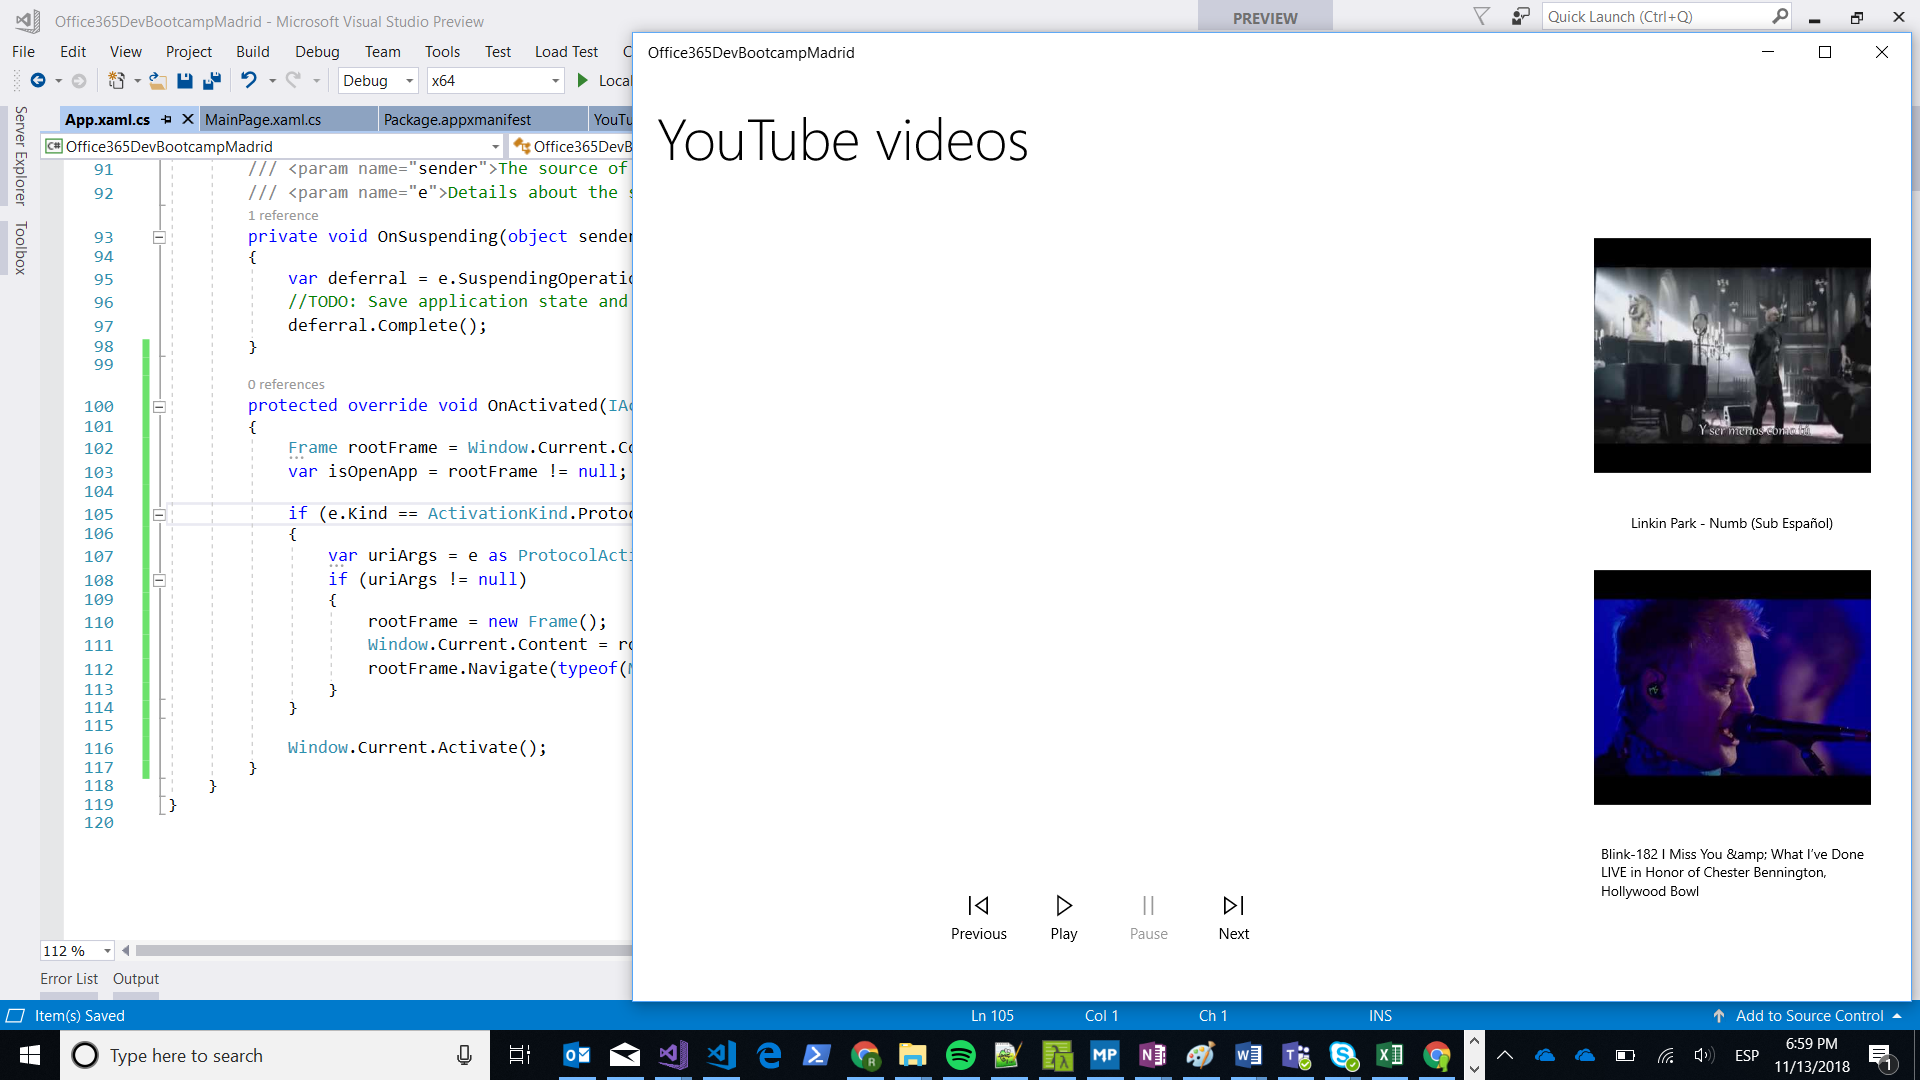 Office365DevBootcampMadrid - Microsoft Visual Studio Preview
PREVIEW
Quick Launch (Ctrl+Q)
File Edit View Project Build Debug Team Tools Test Load Test
Debug x64 Local
Server Explorer
Toolbox
App.xaml.cs MainPage.xaml.cs Package.appxmanifest YouTu
C# Office365DevBootcampMadrid Office365DevB
91 /// <param name="sender">The source of
92 /// <param name="e">Details about the s
1 reference
93 private void OnSuspending(object sender
94 {
95 var deferral = e.SuspendingOperatio
96 //TODO: Save application state and
97 deferral.Complete();
98 }
99
0 references
100 protected override void OnActivated(IAc
101 {
102 Frame rootFrame = Window.Current.Co
103 var isOpenApp = rootFrame != null;
104
105 if (e.Kind == ActivationKind.Protoc
106 {
107 var uriArgs = e as ProtocolActi
108 if (uriArgs != null)
109 {
110 rootFrame = new Frame();
111 Window.Current.Content = ro
112 rootFrame.Navigate(typeof(M
113 }
114 }
115
116 Window.Current.Activate();
117 }
118 }
119 }
120
112 %
Error List Output
Item(s) Saved
Ln 105 Col 1 Ch 1 INS Add to Source Control
Office365DevBootcampMadrid
YouTube videos
Y ser menos como tú
Linkin Park - Numb (Sub Español)
Blink-182 I Miss You &amp; What I've Done
LIVE in Honor of Chester Bennington,
Hollywood Bowl
Previous Play Pause Next
Type here to search
MP
ESP
6:59 PM
11/13/2018
1